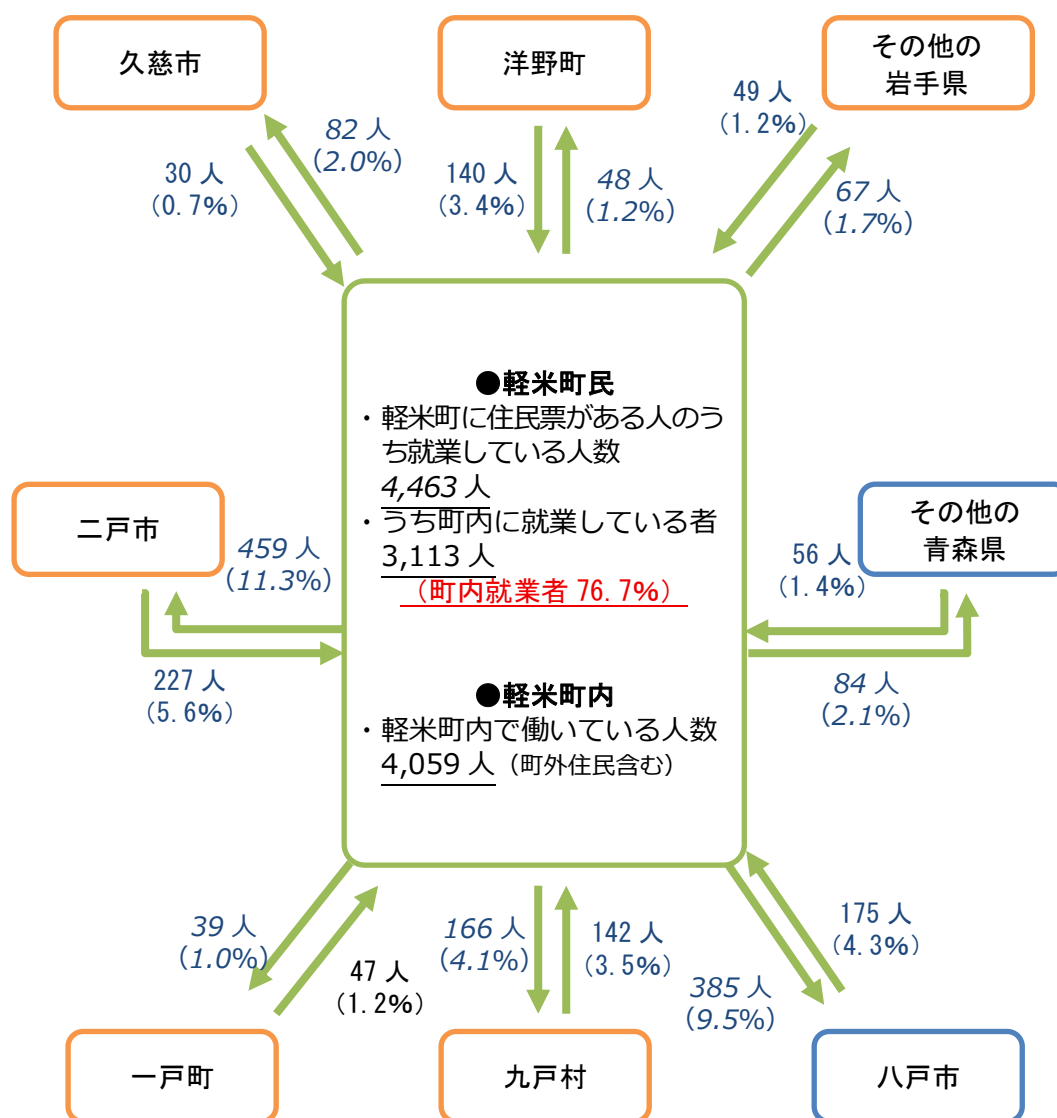 久慈市
洋野町
その他の
岩手県
82 人
(2.0%)
30 人
(0.7%)
140 人
(3.4%)
48 人
(1.2%)
49 人
(1.2%)
67 人
(1.7%)
●軽米町民
・軽米町に住民票がある人のう
ち就業している人数
4,463 人
・うち町内に就業している者
3,113 人
(町内就業者 76.7%)
●軽米町内
・軽米町内で働いている人数
4,059 人 (町外住民含む)
二戸市
459 人
(11.3%)
227 人
(5.6%)
その他の
青森県
56 人
(1.4%)
84 人
(2.1%)
39 人
(1.0%)
47 人
(1.2%)
166 人
(4.1%)
142 人
(3.5%)
385 人
(9.5%)
175 人
(4.3%)
一戸町
九戸村
八戸市